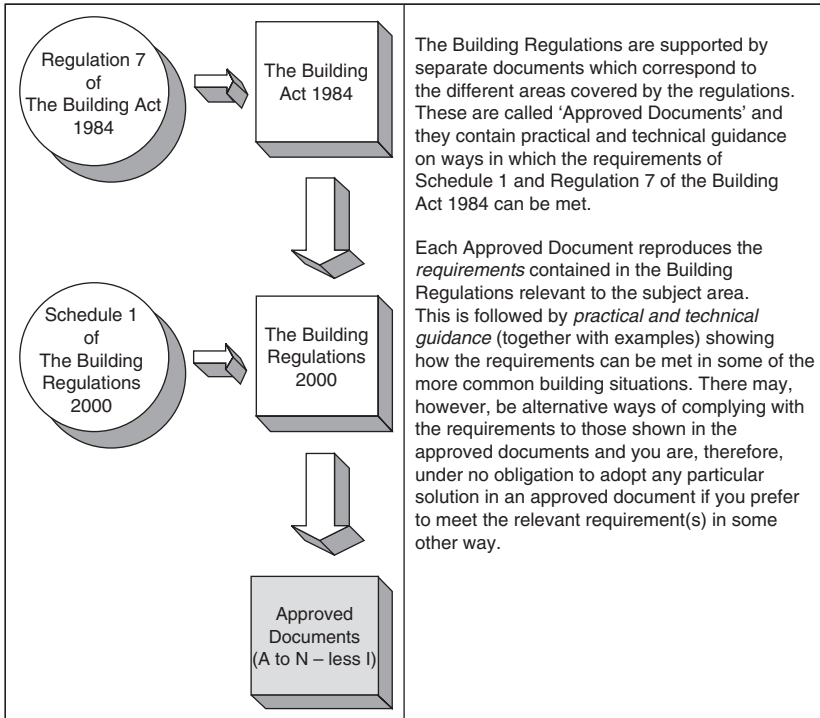 Regulation 7
of
The Building Act
1984
The Building
Act 1984
Schedule 1
of
The Building
Regulations
2000
The Building
Regulations
2000
Approved
Documents
(A to N – less I)
The Building Regulations are supported by
separate documents which correspond to
the different areas covered by the regulations.
These are called ‘Approved Documents’ and
they contain practical and technical guidance
on ways in which the requirements of
Schedule 1 and Regulation 7 of the Building
Act 1984 can be met.
Each Approved Document reproduces the
requirements contained in the Building
Regulations relevant to the subject area.
This is followed by practical and technical
guidance (together with examples) showing
how the requirements can be met in some of the
more common building situations. There may,
however, be alternative ways of complying with
the requirements to those shown in the
approved documents and you are, therefore,
under no obligation to adopt any particular
solution in an approved document if you prefer
to meet the relevant requirement(s) in some
other way.